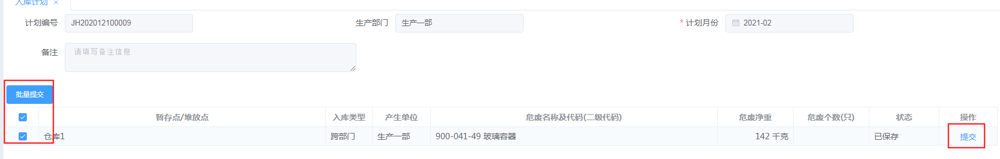 入库计划 ×
计划编号 JH202012100009 生产部门 生产一部 * 计划月份 2021-02
备注 请填写备注信息
批量提交
暂存点/堆放点 入库类型 产生单位 危废名称及代码(二级代码) 危废净重 危废个数(只) 状态 操作
仓库1 跨部门 生产一部 900-041-49 玻璃容器 142 千克 已保存 提交